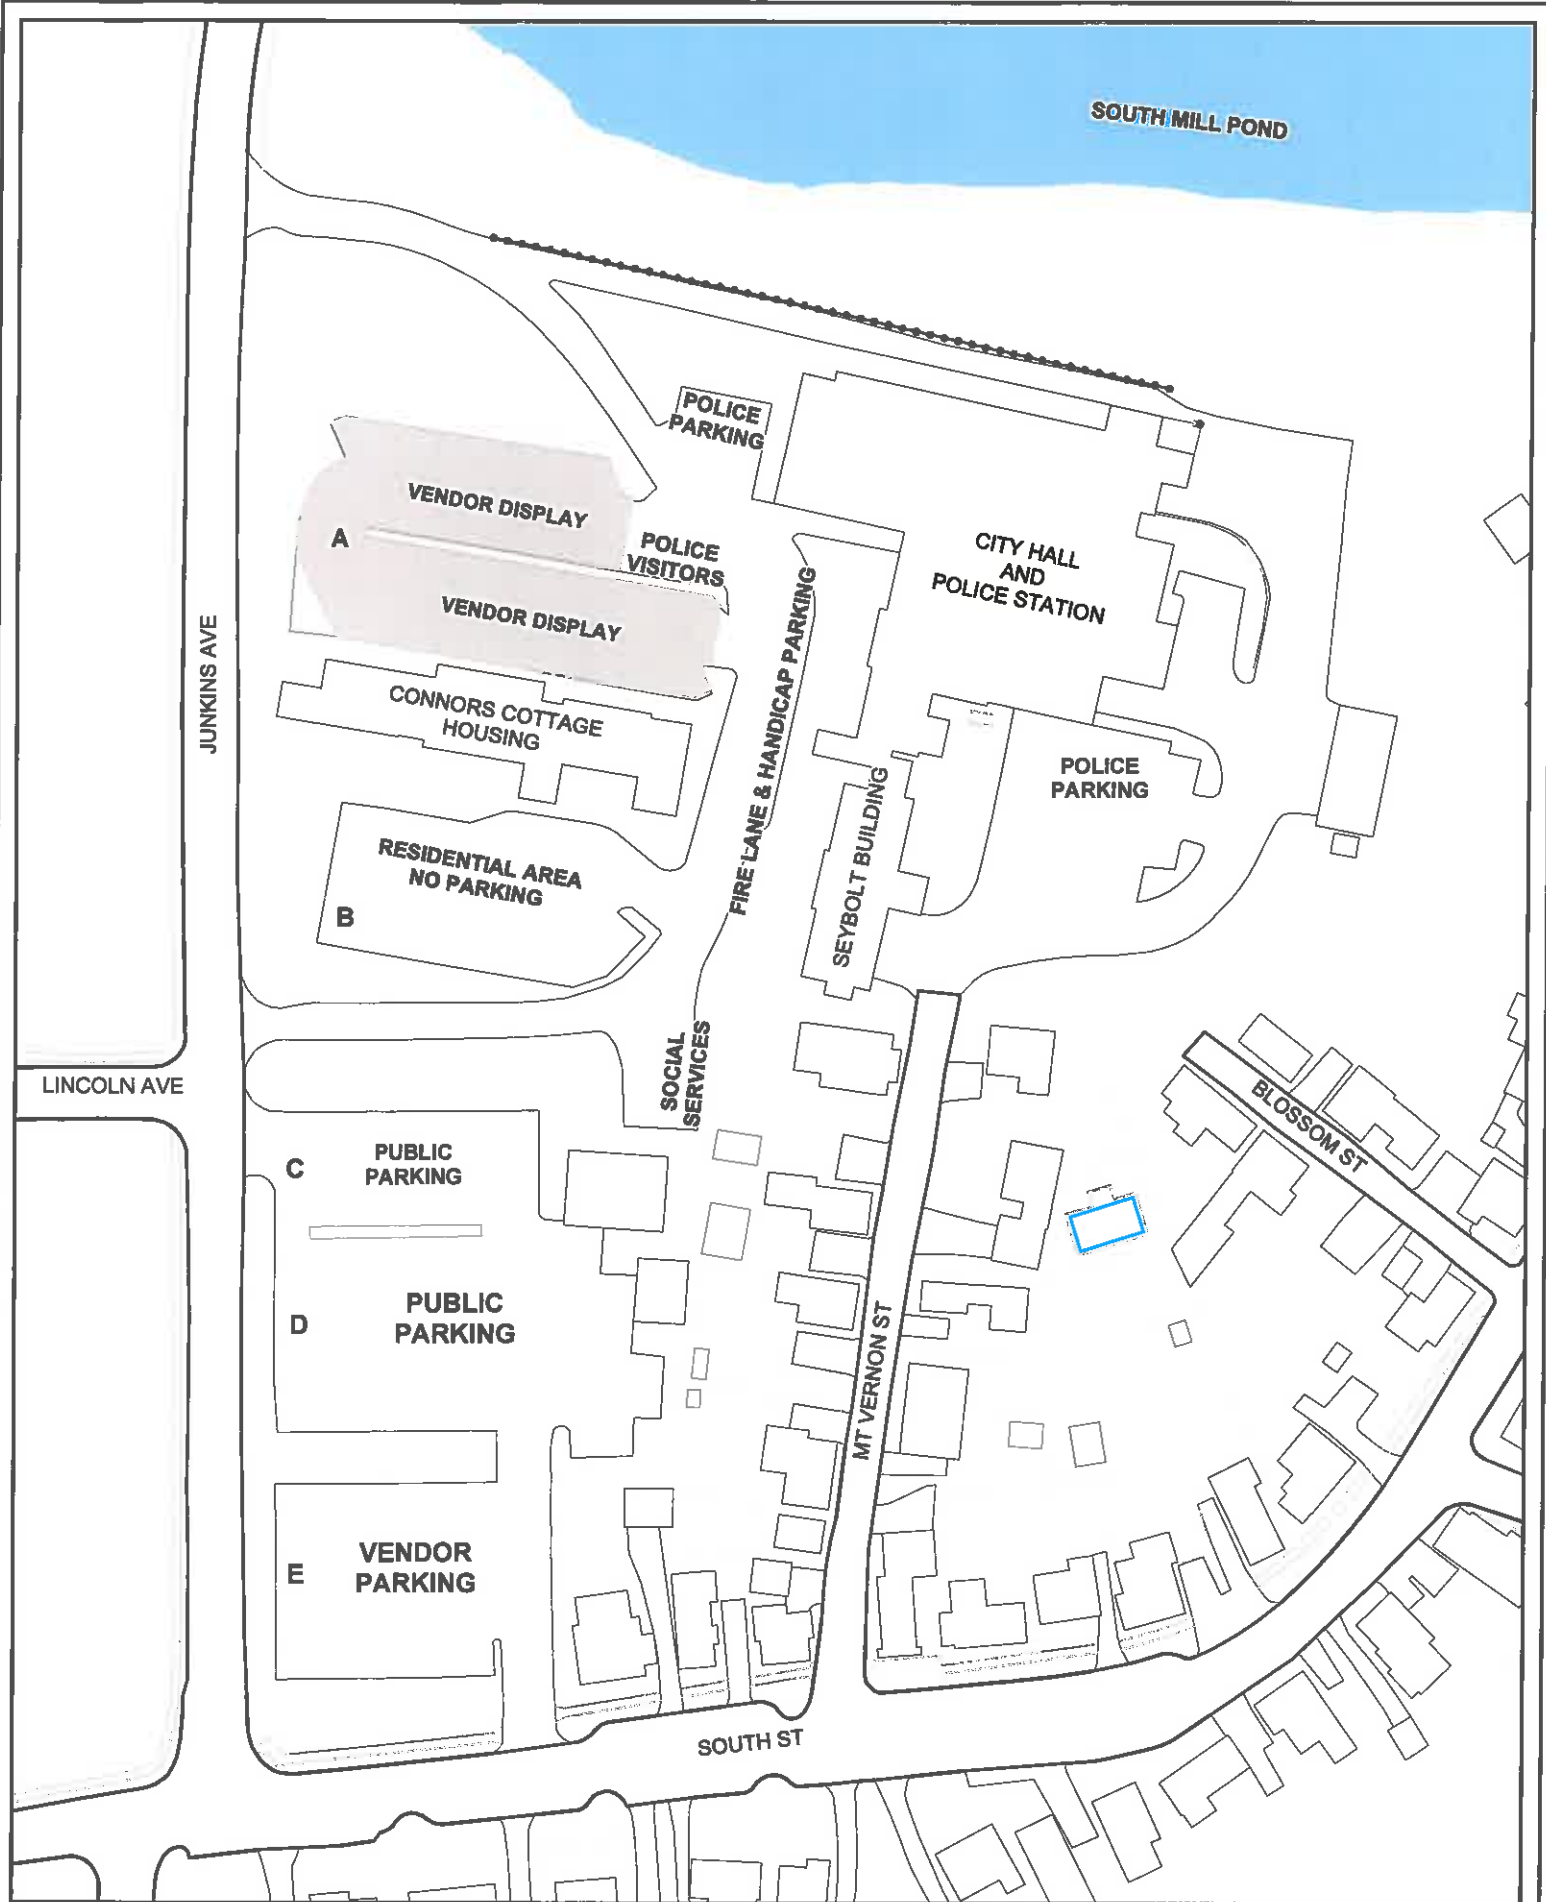 SOUTH MILL POND
POLICE
PARKING
VENDOR DISPLAY
A
POLICE
VISITORS
VENDOR DISPLAY
CITY HALL
AND
POLICE STATION
JUNKINS AVE
CONNORS COTTAGE
HOUSING
FIRE LANE & HANDICAP PARKING
POLICE
PARKING
SEYBOLT BUILDING
RESIDENTIAL AREA
NO PARKING
B
SOCIAL
SERVICES
LINCOLN AVE
BLOSSOM ST
C
PUBLIC
PARKING
D
PUBLIC
PARKING
MT VERNON ST
E
VENDOR
PARKING
SOUTH ST